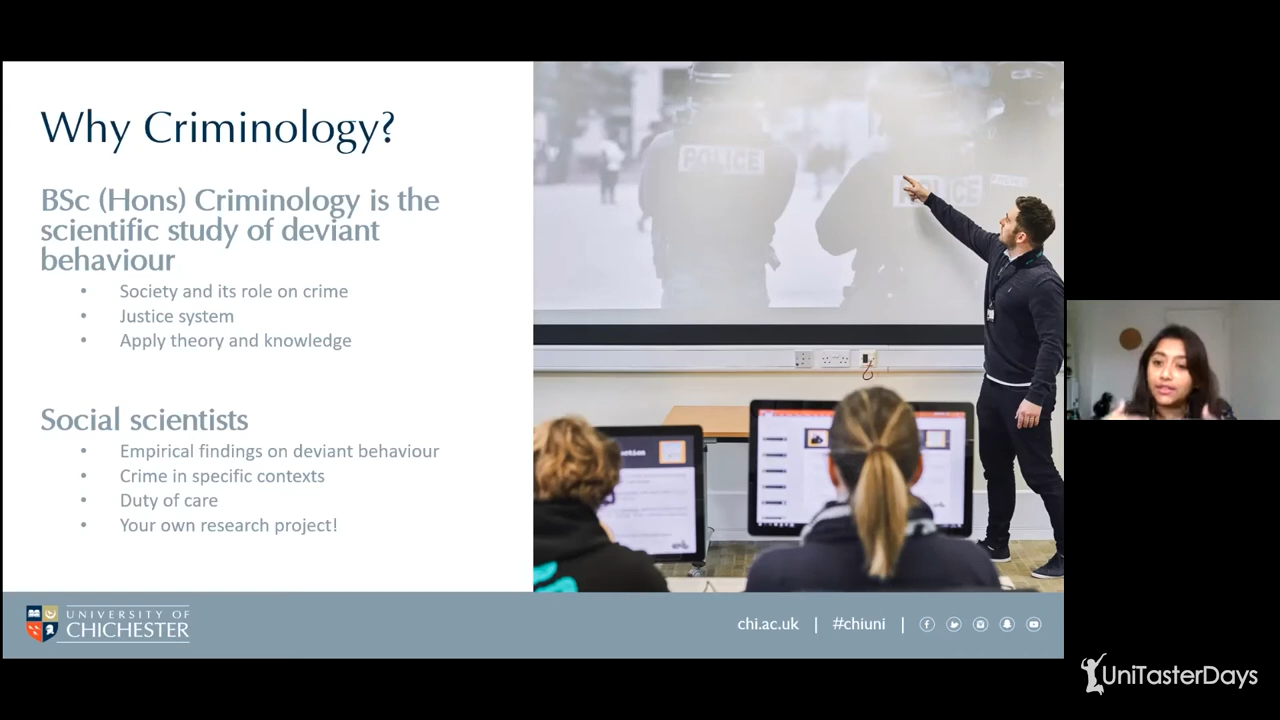 Why Criminology?
BSc (Hons) Criminology is the
scientific study of deviant
behaviour
• Society and its role on crime
• Justice system
• Apply theory and knowledge
Social scientists
• Empirical findings on deviant behaviour
• Crime in specific contexts
• Duty of care
• Your own research project!
POLICE
POLICE
UNIVERSITY OF
CHICHESTER
chi.ac.uk | #chiuni |
UniTasterDays